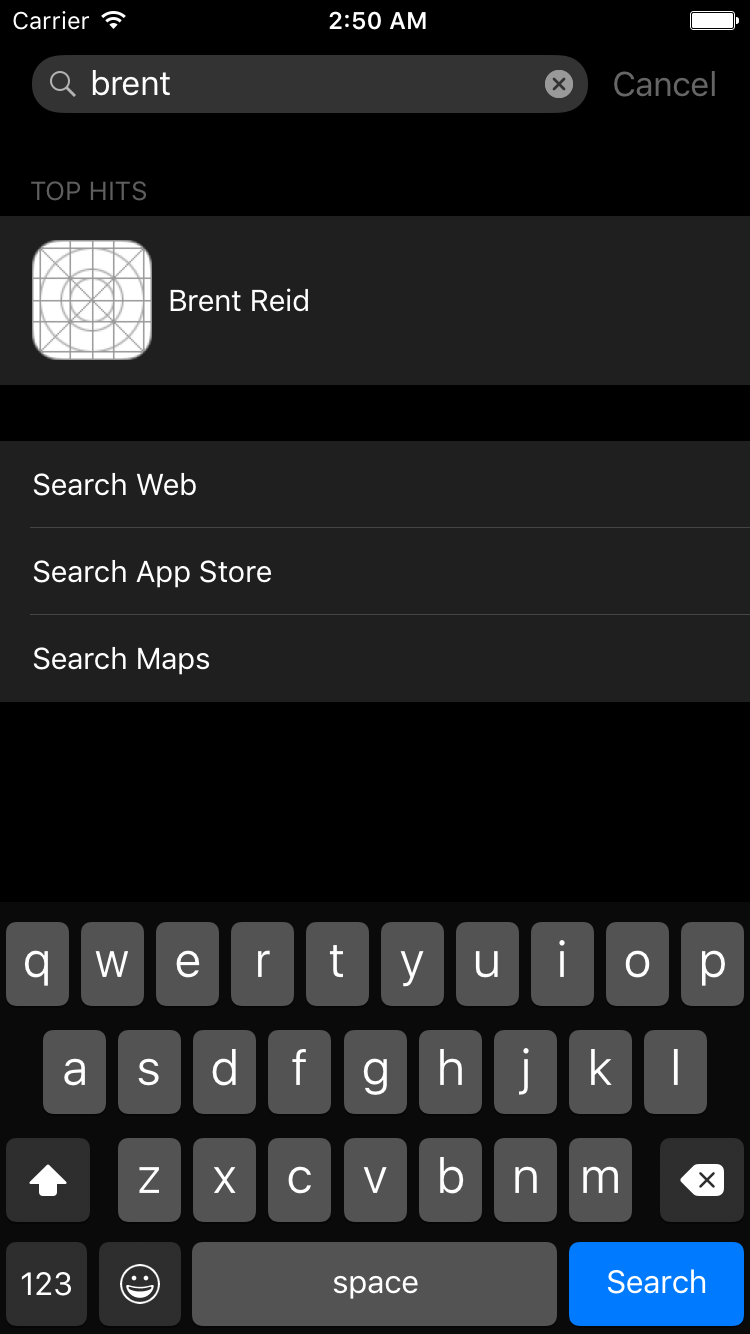 Carrier 2:50 AM
brent Cancel
TOP HITS
Brent Reid
Search Web
Search App Store
Search Maps
q w e r t y u i o p
a s d f g h j k l
z x c v b n m
123 space Search